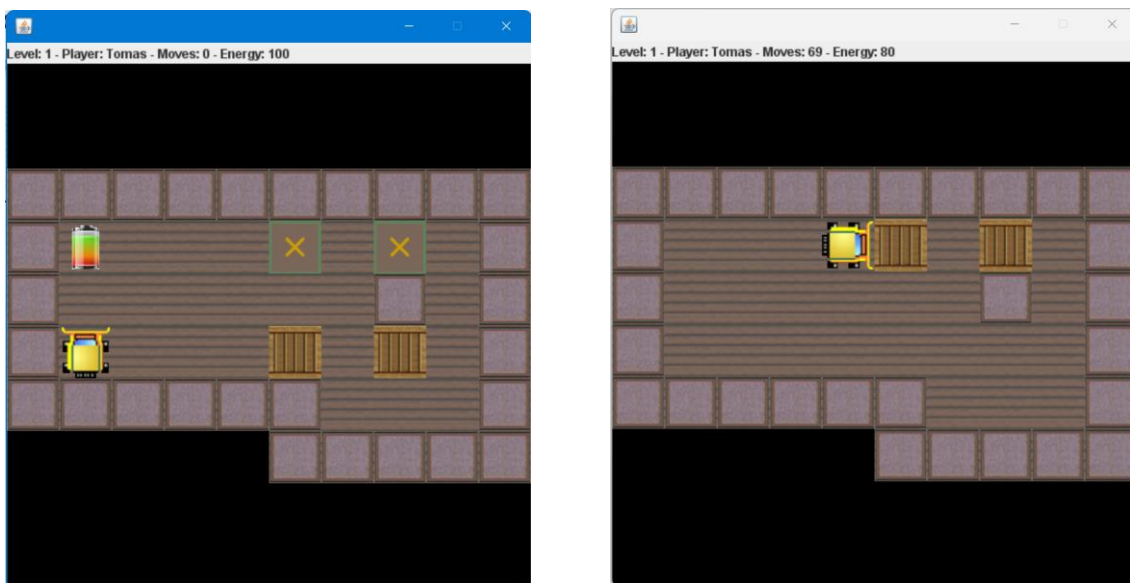 Level: 1 - Player: Tomas - Moves: 0 - Energy: 100
Level: 1 - Player: Tomas - Moves: 69 - Energy: 80